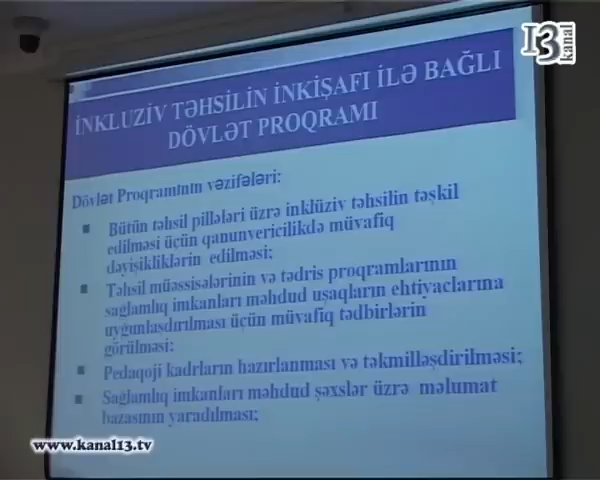 13 kanal
İNKLUZİV TƏHSİLİN İNKİŞAFI İLƏ BAĞLI
DÖVLƏT PROQRAMI
Dövlət Proqramının vəzifələri:
Bütün təhsil pillələri üzrə inklüziv təhsilin təşkil
edilməsi üçün qanunvericilikdə müvafiq
dəyişikliklərin edilməsi;
Təhsil müəssisələrinin və tədris proqramlarının
sağlamlıq imkanları məhdud uşaqların ehtiyaclarına
uyğunlaşdırılması üçün müvafiq tədbirlərin
görülməsi;
Pedaqoji kadrların hazırlanması və təkmilləşdirilməsi;
Sağlamlıq imkanları məhdud şəxslər üzrə məlumat
bazasının yaradılması;
www.kanal13.tv